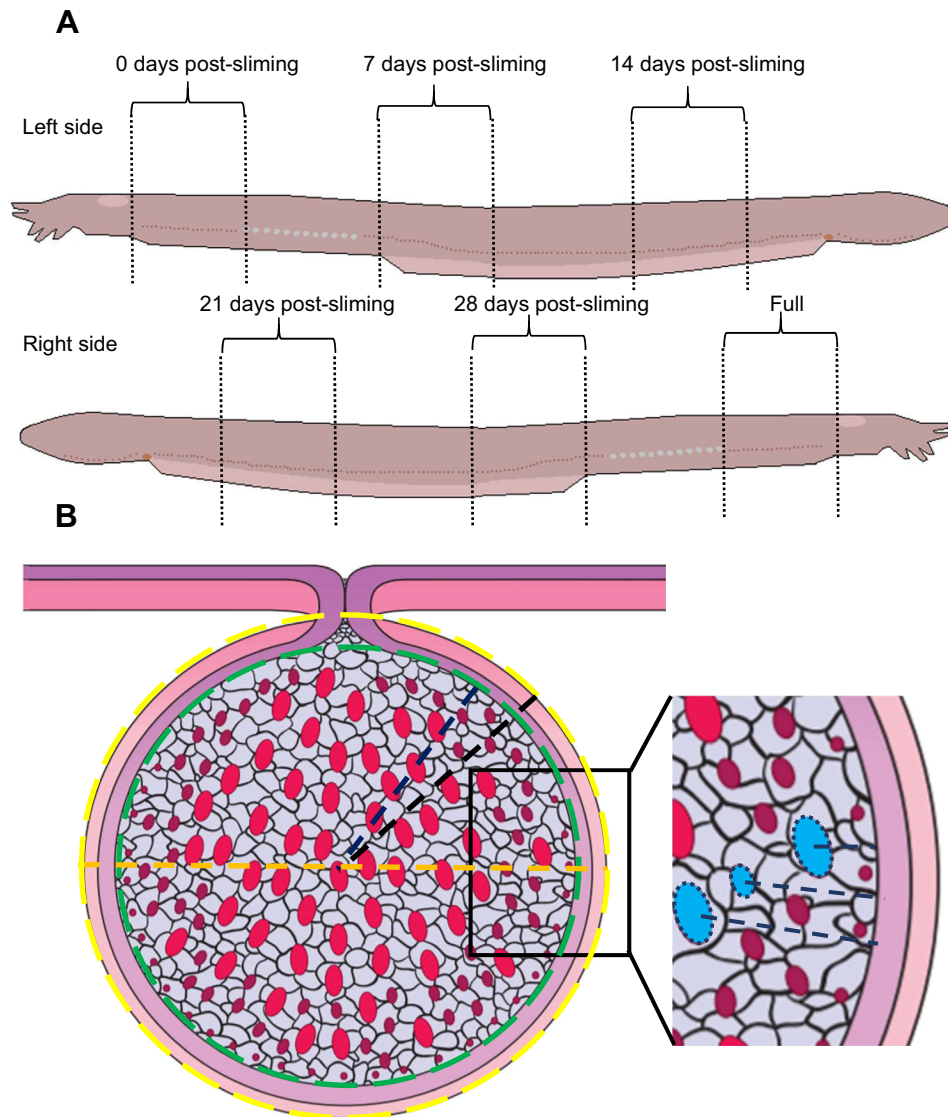 A
0 days post-sliming
7 days post-sliming
14 days post-sliming
Left side
21 days post-sliming
28 days post-sliming
Full
Right side
B